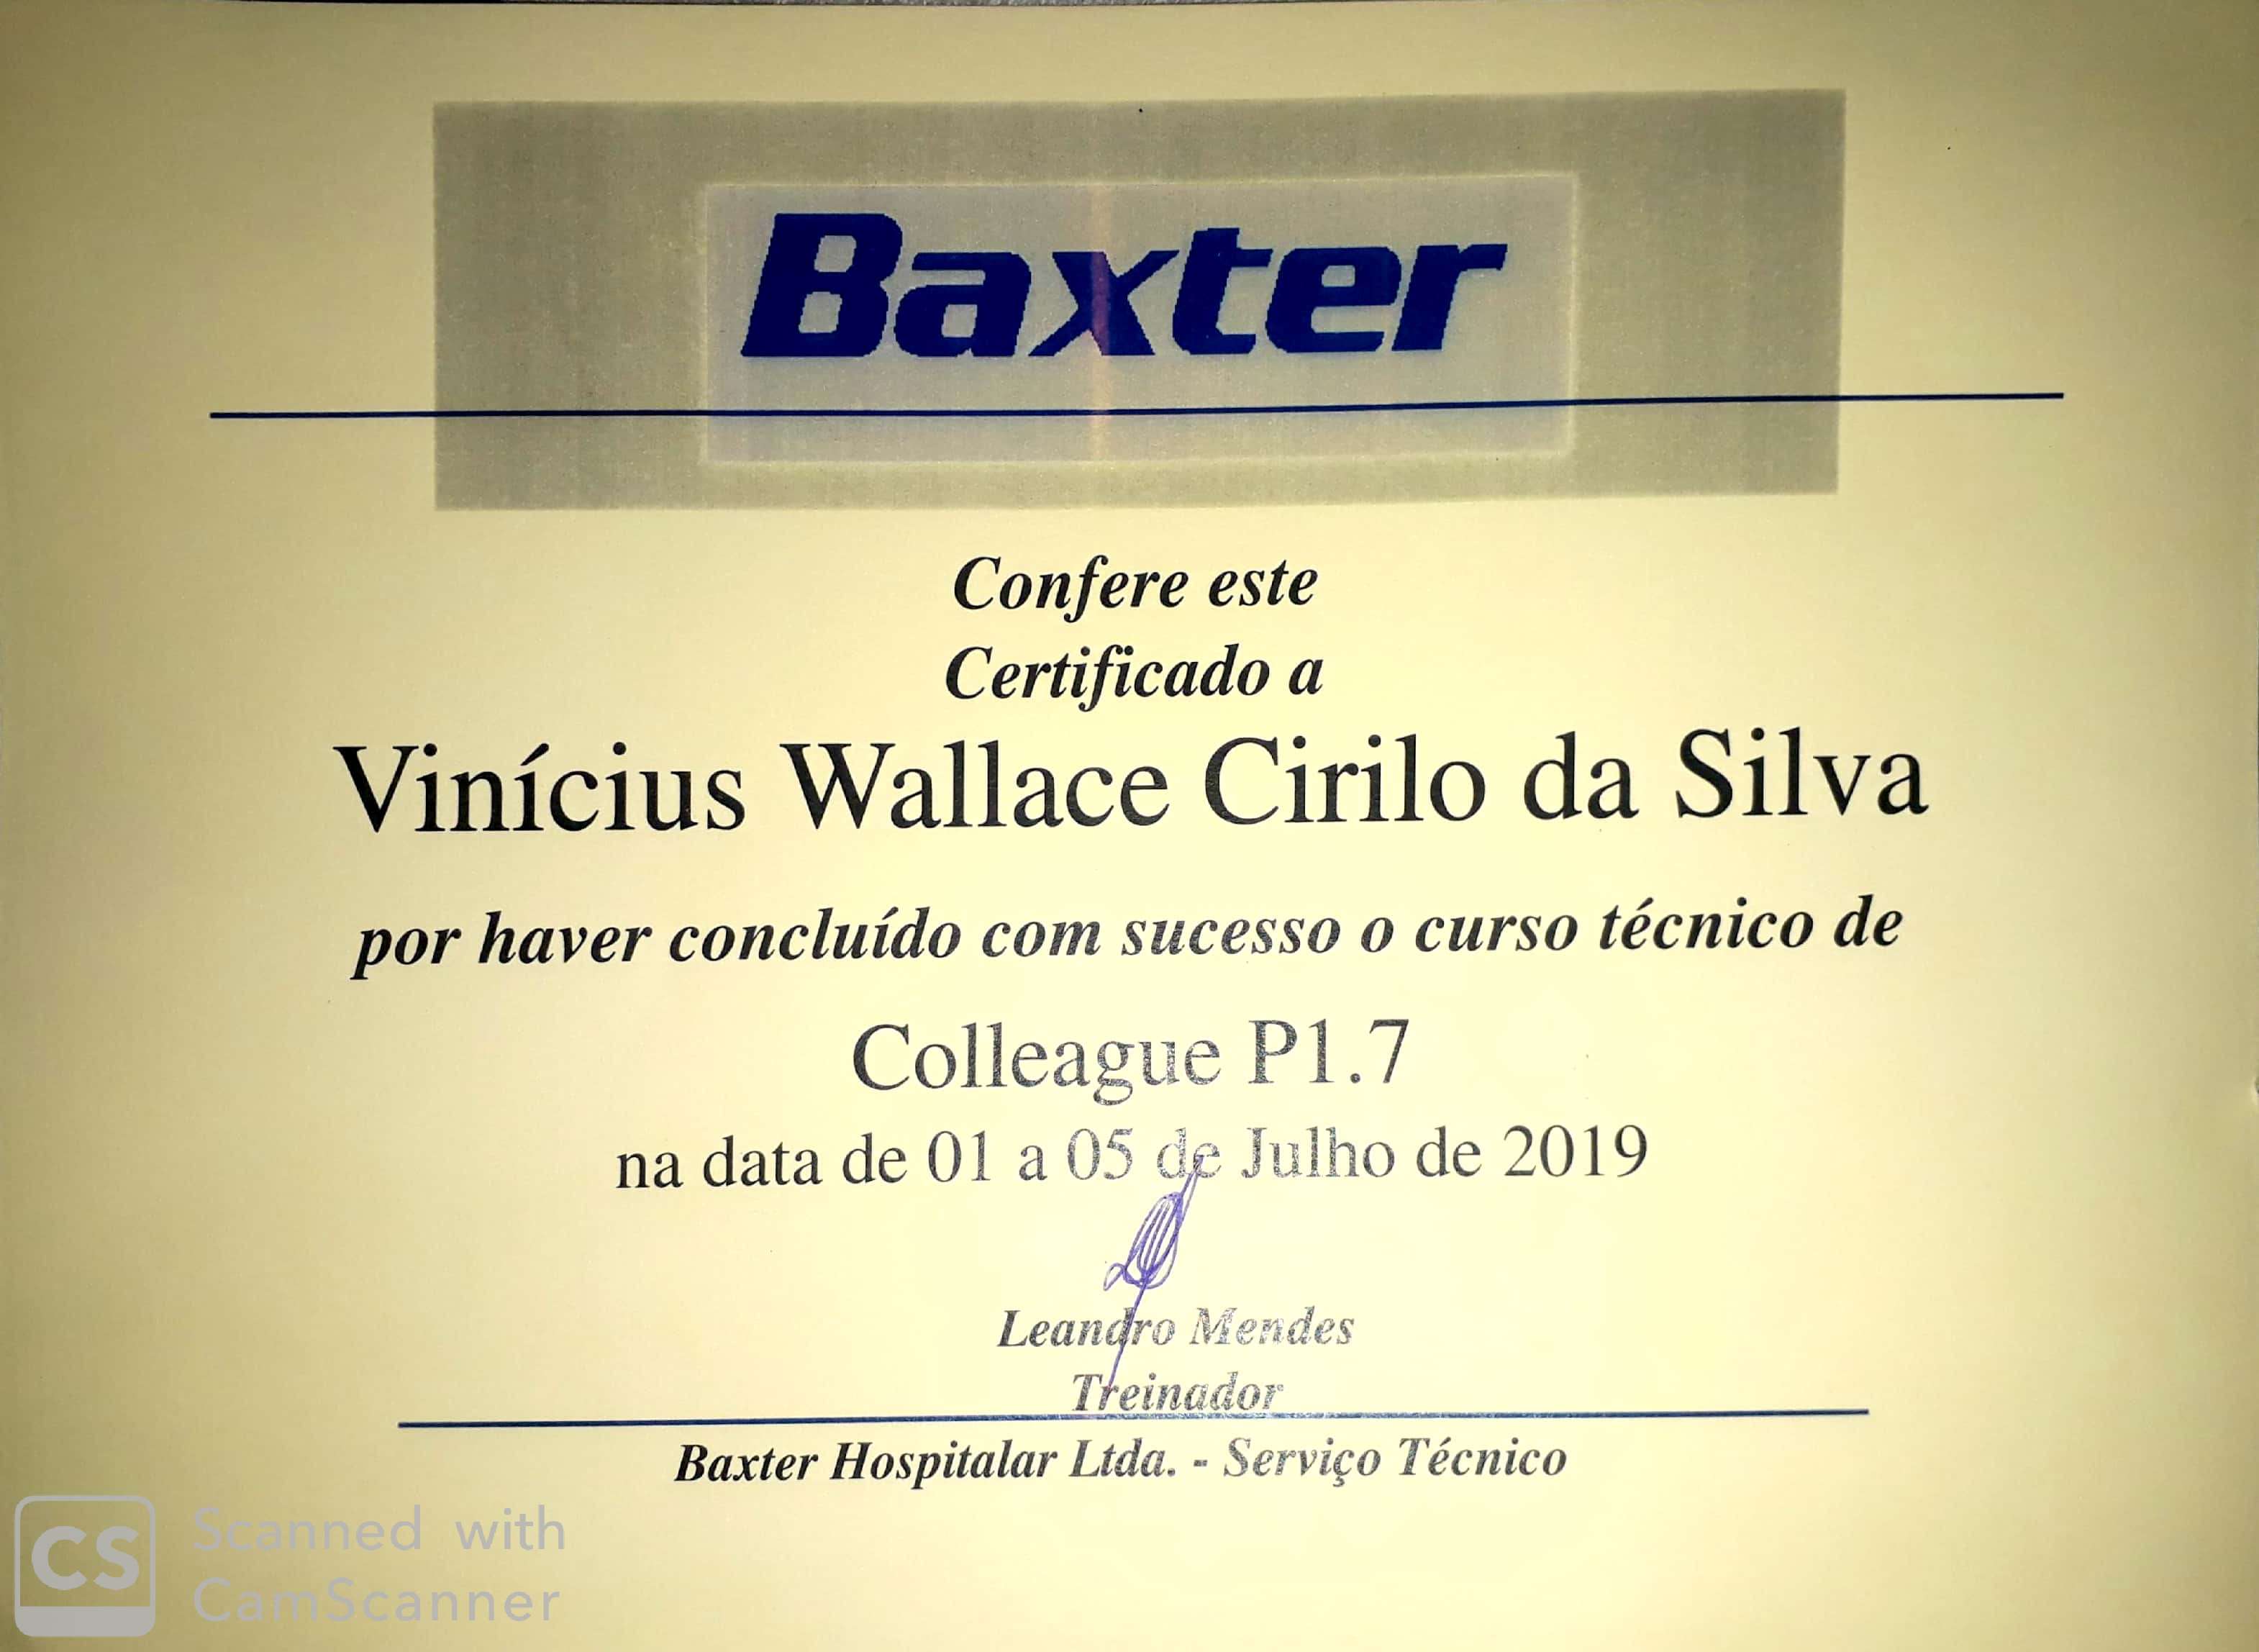 Baxter
Confere este
Certificado a
Vinícius Wallace Cirilo da Silva
por haver concluído com sucesso o curso técnico de
Colleague P1.7
na data de 01 a 05 de Julho de 2019
Leandro Mendes
Treinador
Baxter Hospitalar Ltda. - Serviço Técnico
CS Scanned with
CamScanner